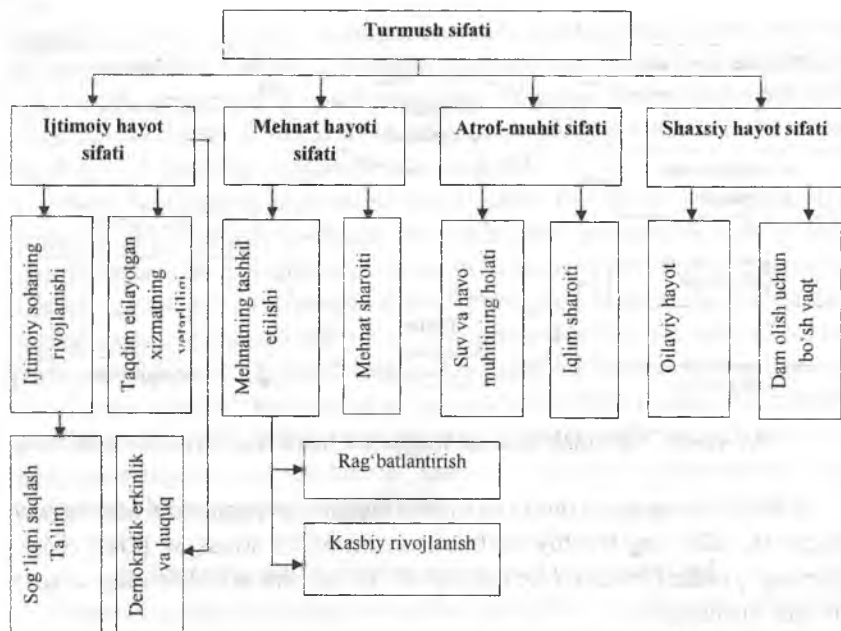 Turmush sifati
Ijtimoiy hayot
sifati
Mehnat hayoti
sifati
Atrof-muhit sifati
Shaxsiy hayot sifati
Ijtimoiy sohaning
rivojlanishi
Taqdim etilayotgan
xizmatning
Mehnatning tashkil
etilishi
Mehnat sharoiti
Suv va havo
muhitining holati
Iqlim sharoiti
Oilaviy hayot
Dam olish uchun
bo‘sh vaqt
Sog‘liqni saqlash
Ta’lim
Demokratik erkinlik
va huquq
Rag‘batlantirish
Kasbiy rivojlanish